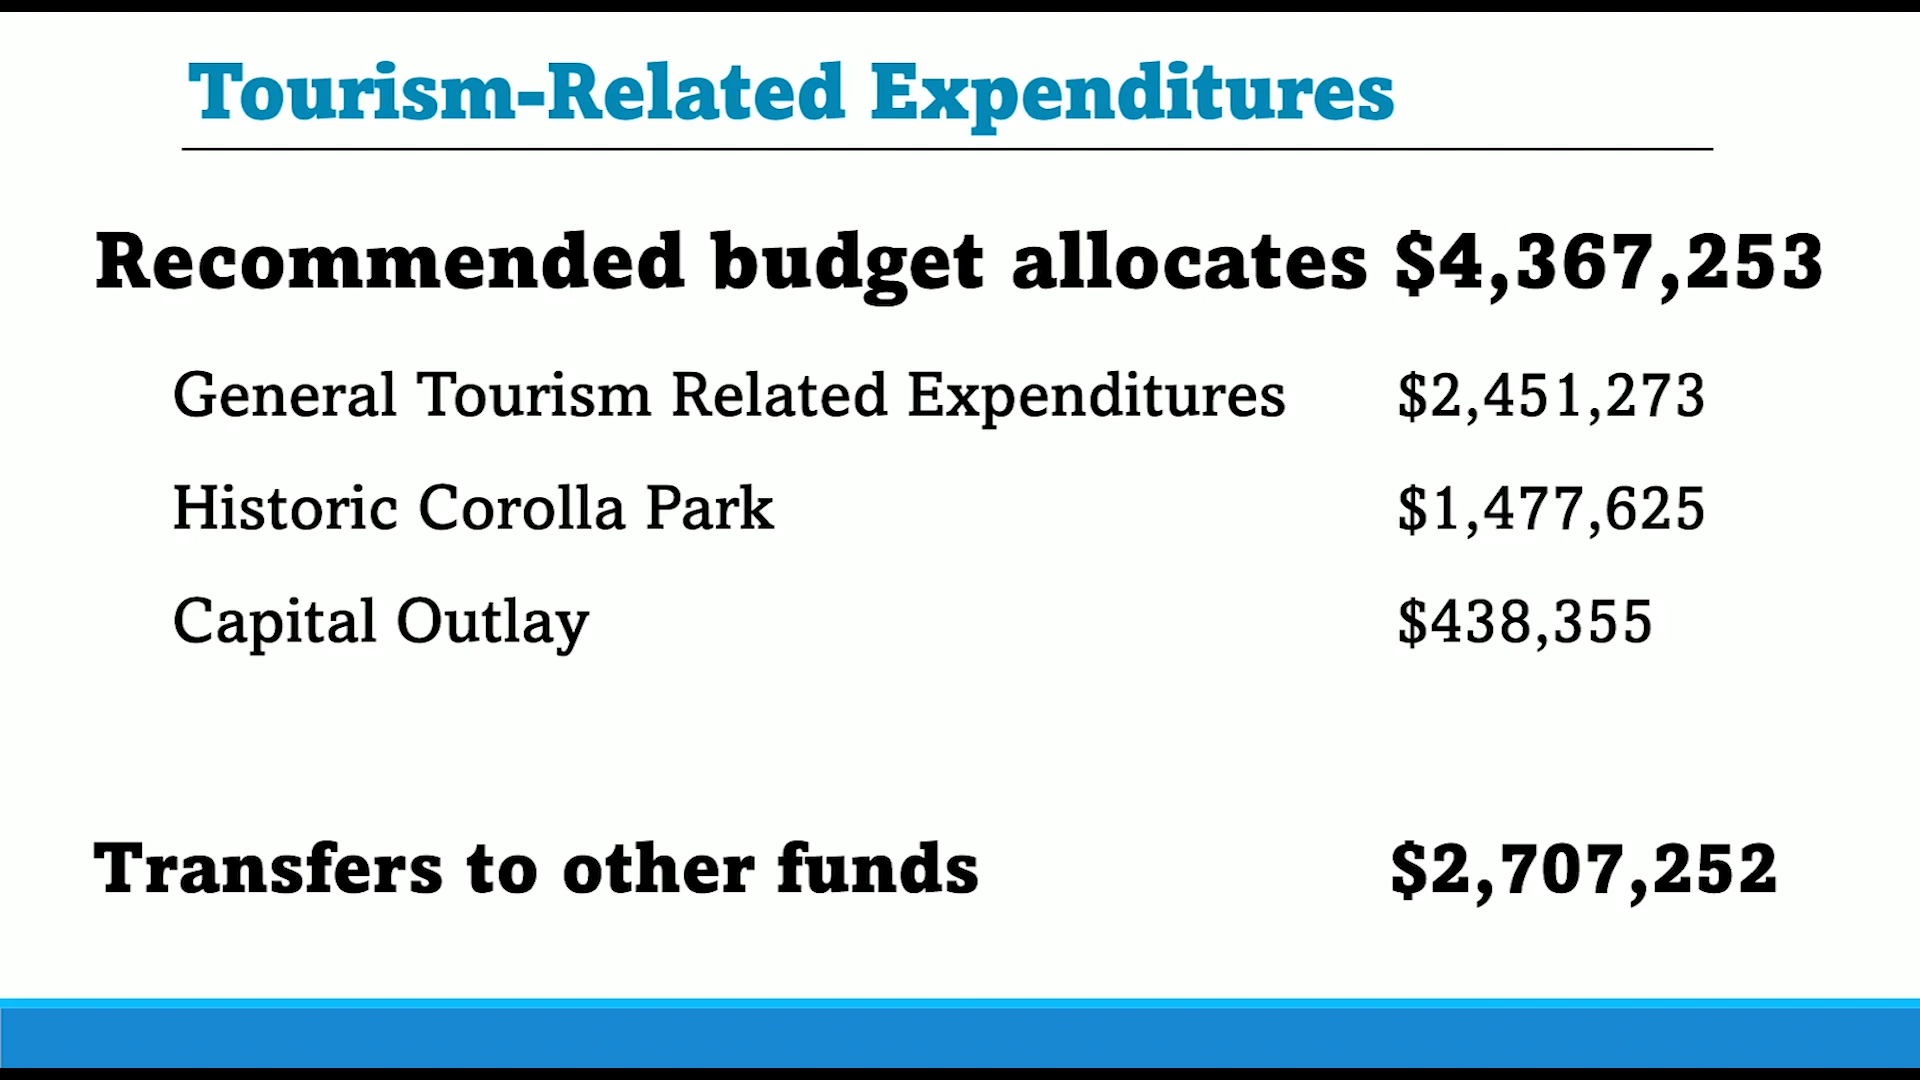 Tourism-Related Expenditures
Recommended budget allocates $4,367,253
General Tourism Related Expenditures $2,451,273
Historic Corolla Park $1,477,625
Capital Outlay $438,355
Transfers to other funds $2,707,252